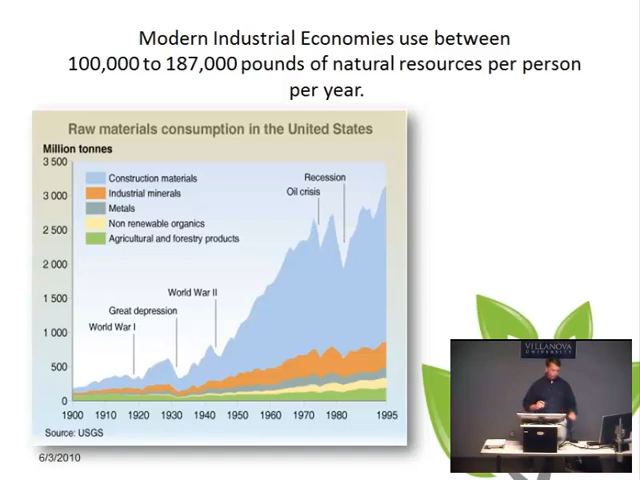 Modern Industrial Economies use between
100,000 to 187,000 pounds of natural resources per person
per year.
Raw materials consumption in the United States
Million tonnes
3 500
3 000
2 500
2 000
1 500
1 000
500
0
Construction materials
Industrial minerals
Metals
Non renewable organics
Agricultural and forestry products
Recession
Oil crisis
World War II
Great depression
World War I
1900 1910 1920 1930 1940 1950 1960 1970 1980 1995
Source: USGS
6/3/2010
VILLANOVA
UNIVERSITY